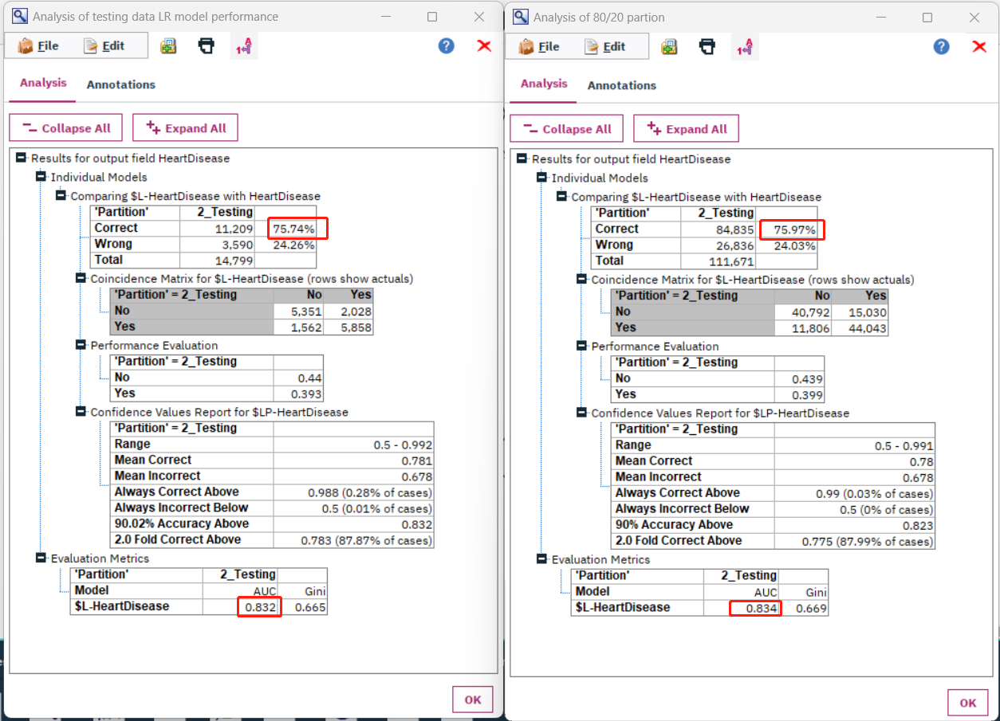 Analysis of testing data LR model performance
File Edit
Analysis Annotations
Collapse All Expand All
Results for output field HeartDisease
Individual Models
Comparing $L-HeartDisease with HeartDisease
'Partition' 2_Testing
Correct 11,209 75.74%
Wrong 3,590 24.26%
Total 14,799
Coincidence Matrix for $L-HeartDisease (rows show actuals)
'Partition' = 2_Testing No Yes
No 5,351 2,028
Yes 1,562 5,858
Performance Evaluation
'Partition' = 2_Testing
No 0.44
Yes 0.393
Confidence Values Report for $LP-HeartDisease
'Partition' = 2_Testing
Range 0.5 - 0.992
Mean Correct 0.781
Mean Incorrect 0.678
Always Correct Above 0.988 (0.28% of cases)
Always Incorrect Below 0.5 (0.01% of cases)
90.02% Accuracy Above 0.832
2.0 Fold Correct Above 0.783 (87.87% of cases)
Evaluation Metrics
'Partition' 2_Testing
Model AUC Gini
$L-HeartDisease 0.832 0.665
OK
Analysis of 80/20 partion
File Edit
Analysis Annotations
Collapse All Expand All
Results for output field HeartDisease
Individual Models
Comparing $L-HeartDisease with HeartDisease
'Partition' 2_Testing
Correct 84,835 75.97%
Wrong 26,836 24.03%
Total 111,671
Coincidence Matrix for $L-HeartDisease (rows show actuals)
'Partition' = 2_Testing No Yes
No 40,792 15,030
Yes 11,806 44,043
Performance Evaluation
'Partition' = 2_Testing
No 0.439
Yes 0.399
Confidence Values Report for $LP-HeartDisease
'Partition' = 2_Testing
Range 0.5 - 0.991
Mean Correct 0.78
Mean Incorrect 0.678
Always Correct Above 0.99 (0.03% of cases)
Always Incorrect Below 0.5 (0% of cases)
90% Accuracy Above 0.823
2.0 Fold Correct Above 0.775 (87.99% of cases)
Evaluation Metrics
'Partition' 2_Testing
Model AUC Gini
$L-HeartDisease 0.834 0.669
OK